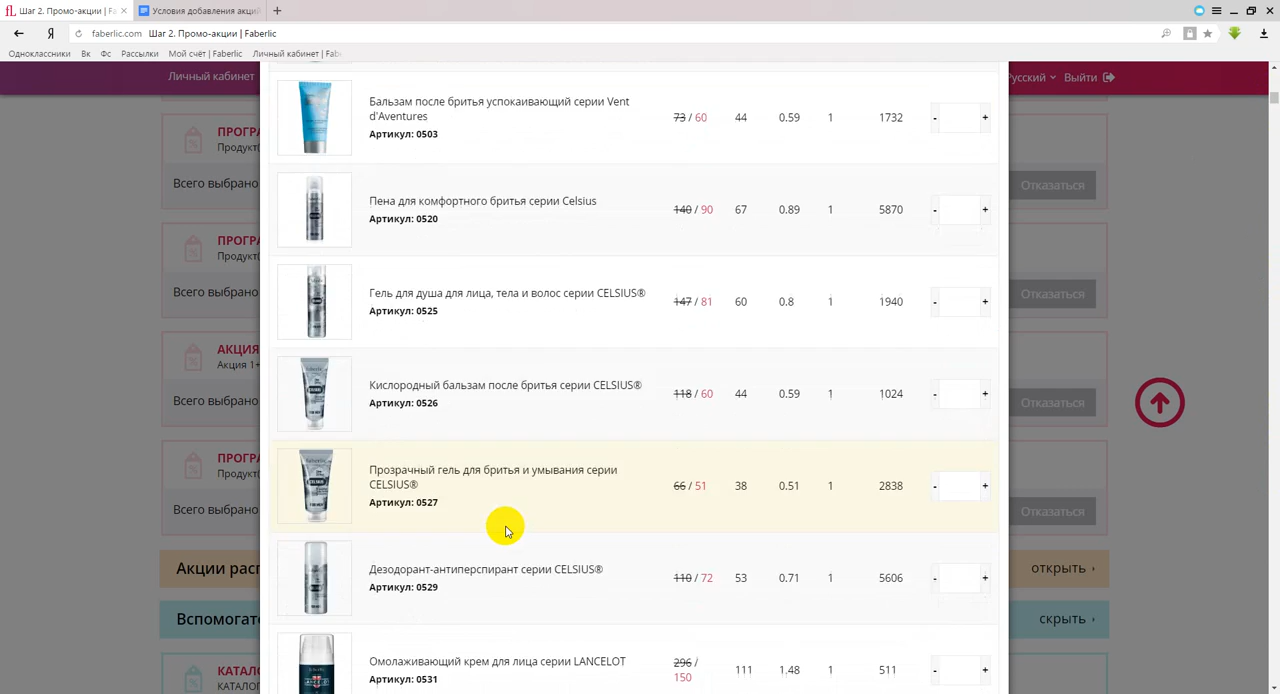 Шаг 2. Промо-акции | Fa
Условия добавления акций
faberlic.com Шаг 2. Промо-акции | Faberlic
Одноклассники Вк Фс Рассылки Мой счёт | Faberlic Личный кабинет | Fab
Личный кабинет
Русский
Выйти
Бальзам после бритья успокаивающий серии Vent
d'Aventures
Артикул: 0503
73 / 60 44 0.59 1 1732 - +
Пена для комфортного бритья серии Celsius
Артикул: 0520
140 / 90 67 0.89 1 5870 - +
Гель для душа для лица, тела и волос серии CELSIUS®
Артикул: 0525
147 / 81 60 0.8 1 1940 - +
Кислородный бальзам после бритья серии CELSIUS®
Артикул: 0526
118 / 60 44 0.59 1 1024 - +
Прозрачный гель для бритья и умывания серии
CELSIUS®
Артикул: 0527
66 / 51 38 0.51 1 2838 - +
Дезодорант-антиперспирант серии CELSIUS®
Артикул: 0529
110 / 72 53 0.71 1 5606 - +
Омолаживающий крем для лица серии LANCELOT
Артикул: 0531
296 /
150
111 1.48 1 511 - +
ПРОГРА
Продукт(
Всего выбрано
Отказаться
ПРОГРА
Продукт(
Всего выбрано
Отказаться
АКЦИЯ
Акция 1+
Всего выбрано
Отказаться
ПРОГРА
Продукт(
Всего выбрано
Отказаться
Акции расп
открыть ›
Вспомогат
скрыть ›
КАТАЛО
КАТАЛОГ